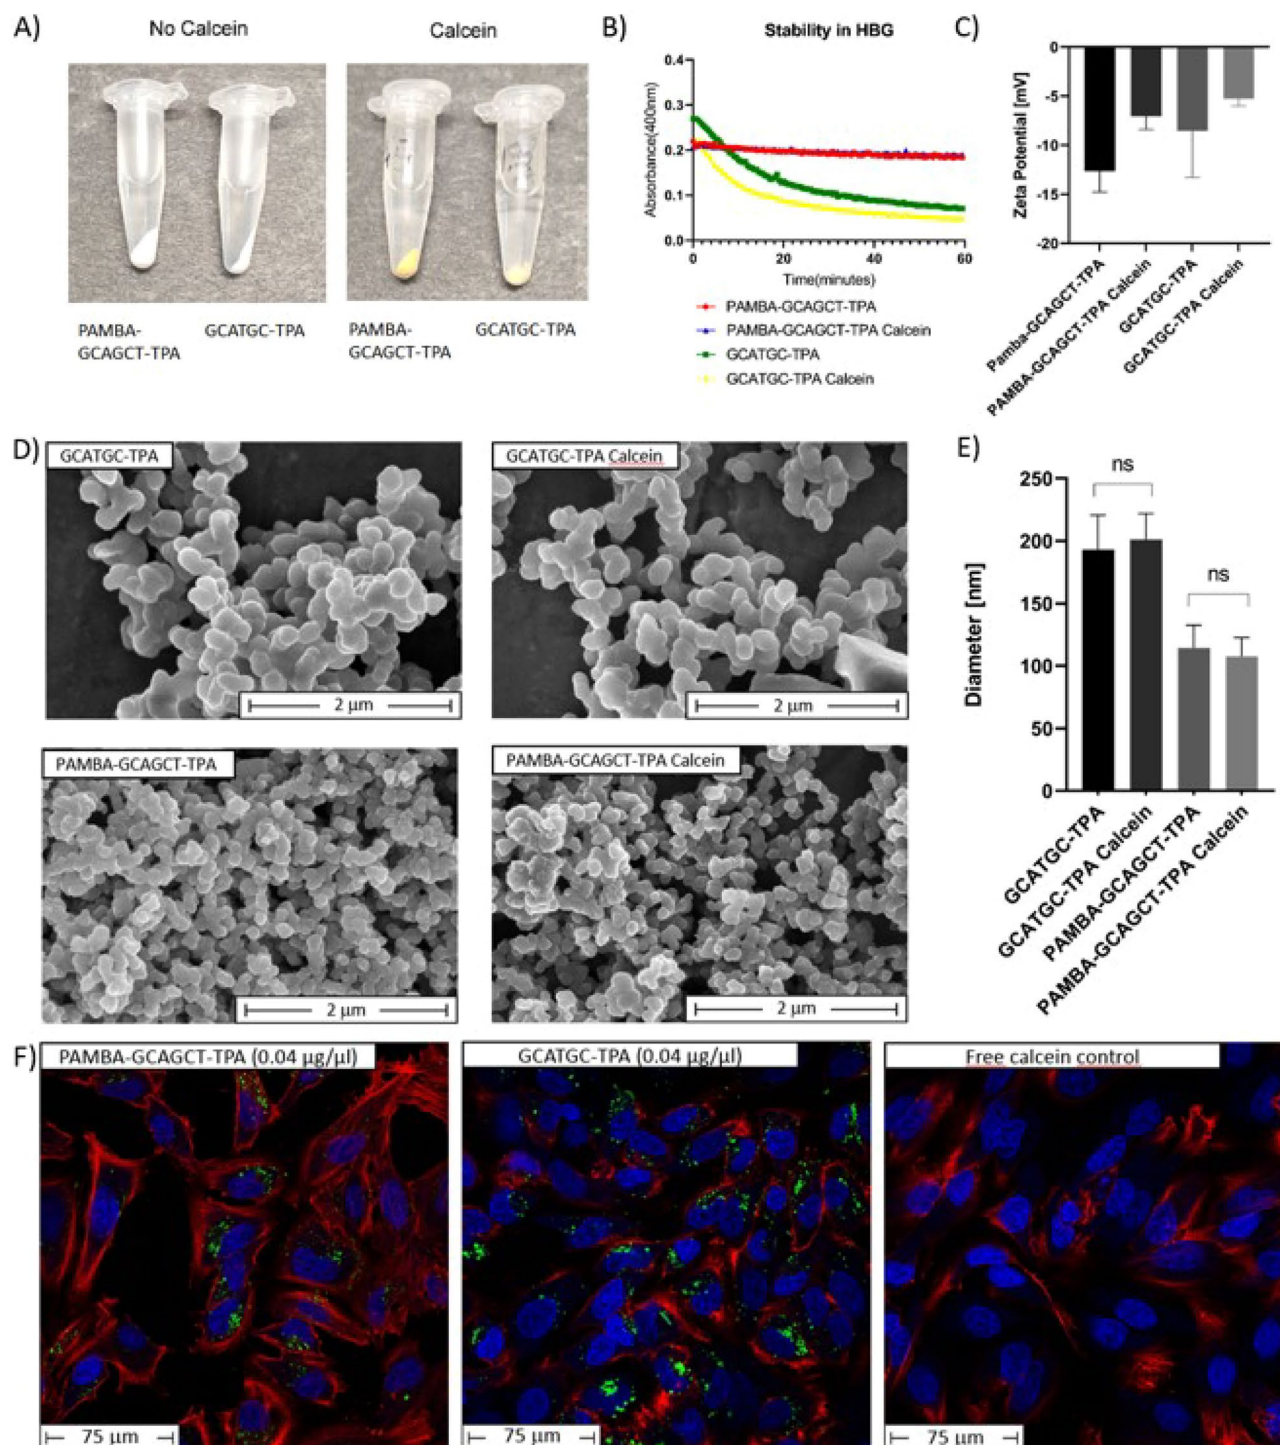 A)
No Calcein
Calcein
PAMBA-
GCAGCT-TPA
GCATGC-TPA
PAMBA-
GCAGCT-TPA
GCATGC-TPA
B)
Stability in HBG
Absorbance(400nm)
0.4
0.3
0.2
0.1
0.0
0
20
40
60
Time(minutes)
PAMBA-GCAGCT-TPA
PAMBA-GCAGCT-TPA Calcein
GCATGC-TPA
GCATGC-TPA Calcein
C)
Zeta Potential [mV]
0
-5
-10
-15
-20
Pamba-GCAGCT-TPA
PAMBA-GCAGCT-TPA Calcein
GCATGC-TPA
GCATGC-TPA Calcein
D)
GCATGC-TPA
2 µm
GCATGC-TPA Calcein
2 µm
PAMBA-GCAGCT-TPA
2 µm
PAMBA-GCAGCT-TPA Calcein
2 µm
E)
Diameter [nm]
250
200
150
100
50
0
ns
ns
GCATGC-TPA
GCATGC-TPA Calcein
PAMBA-GCAGCT-TPA
PAMBA-GCAGCT-TPA Calcein
F)
PAMBA-GCAGCT-TPA (0.04 µg/µl)
75 µm
GCATGC-TPA (0.04 µg/µl)
75 µm
Free calcein control
75 µm